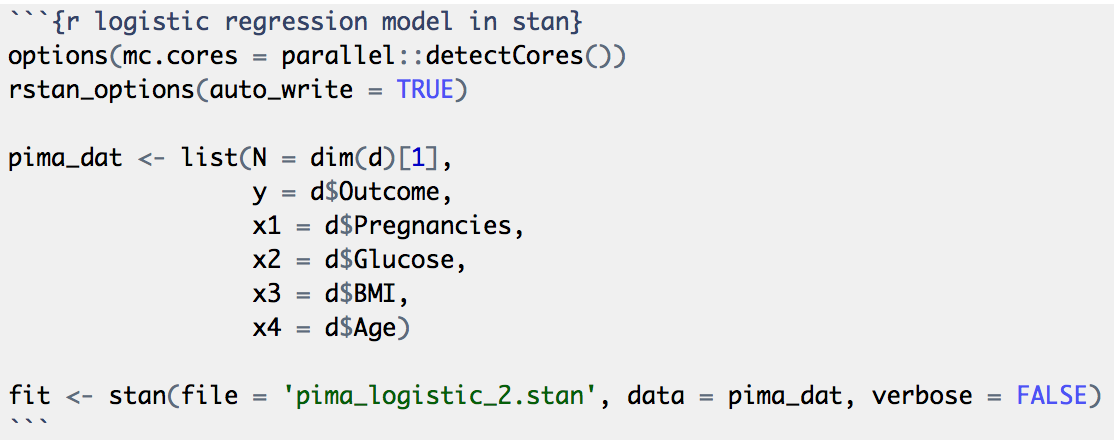 ```{r logistic regression model in stan}
options(mc.cores = parallel::detectCores())
rstan_options(auto_write = TRUE)

pima_dat <- list(N = dim(d)[1],
                 y = d$Outcome,
                 x1 = d$Pregnancies,
                 x2 = d$Glucose,
                 x3 = d$BMI,
                 x4 = d$Age)

fit <- stan(file = 'pima_logistic_2.stan', data = pima_dat, verbose = FALSE)
```